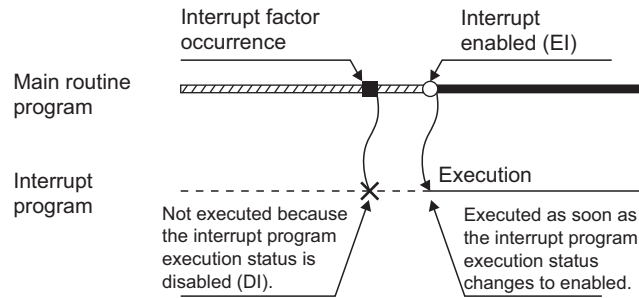 Interrupt factor
occurrence
Interrupt
enabled (EI)
Main routine
program
Interrupt
program
Execution
Not executed because
the interrupt program
execution status is
disabled (DI).
Executed as soon as
the interrupt program
execution status
changes to enabled.